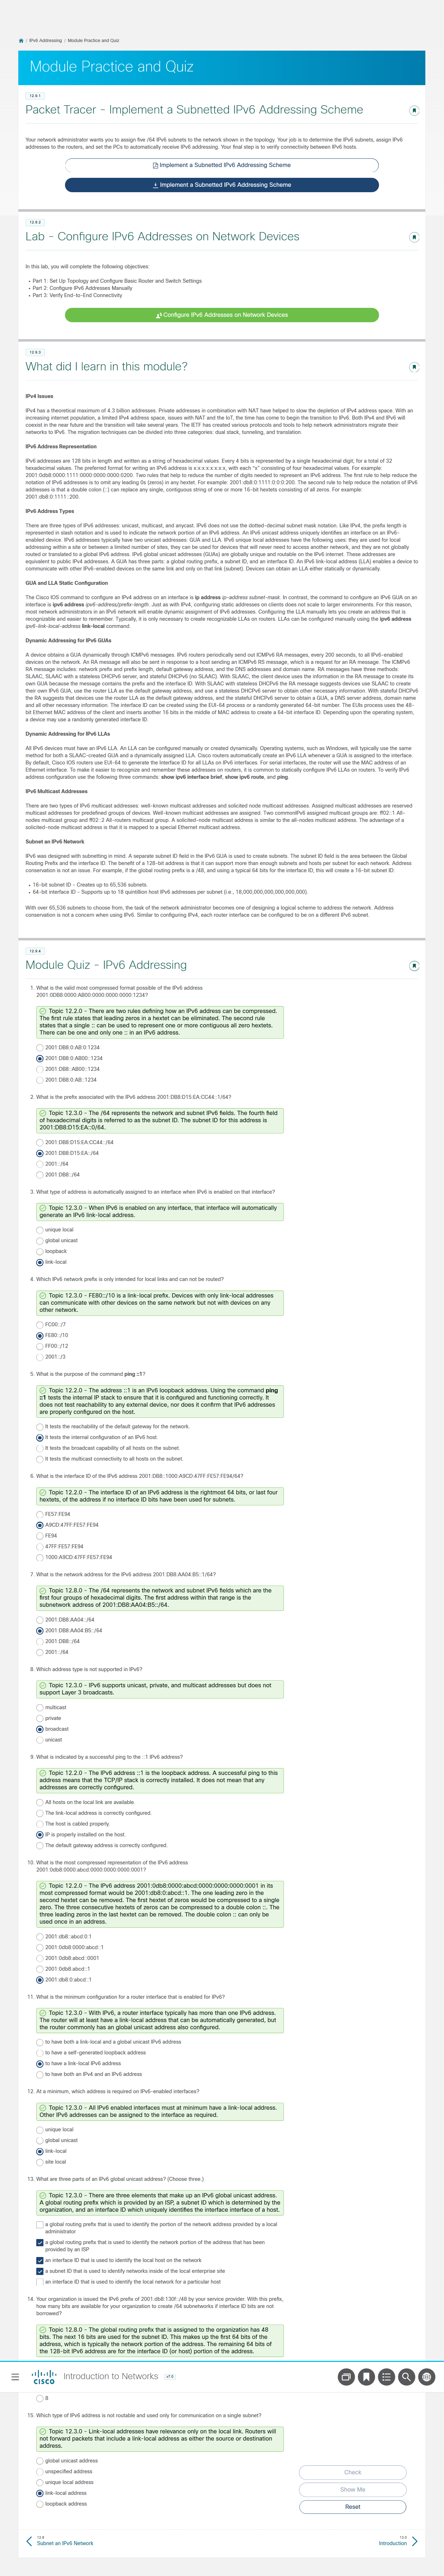 IPv6 Addressing / Module Practice and Quiz
Module Practice and Quiz
12.9.1
Packet Tracer - Implement a Subnetted IPv6 Addressing Scheme
Your network administrator wants you to assign five /64 IPv6 subnets to the network shown in the topology. Your job is to determine the IPv6 subnets, assign IPv6
addresses to the routers, and set the PCs to automatically receive IPv6 addressing. Your final step is to verify connectivity between IPv6 hosts.
Implement a Subnetted IPv6 Addressing Scheme
Implement a Subnetted IPv6 Addressing Scheme
12.9.2
Lab - Configure IPv6 Addresses on Network Devices
In this lab, you will complete the following objectives:
• Part 1: Set Up Topology and Configure Basic Router and Switch Settings
• Part 2: Configure IPv6 Addresses Manually
• Part 3: Verify End-to-End Connectivity
Configure IPv6 Addresses on Network Devices
12.9.3
What did I learn in this module?
IPv4 Issues
IPv4 has a theoretical maximum of 4.3 billion addresses. Private addresses in combination with NAT have helped to slow the depletion of IPv4 address space. With an
increasing internet population, a limited IPv4 address space, issues with NAT and the IoT, the time has come to begin the transition to IPv6. Both IPv4 and IPv6 will
coexist in the near future and the transition will take several years. The IETF has created various protocols and tools to help network administrators migrate their
networks to IPv6. The migration techniques can be divided into three categories: dual stack, tunneling, and translation.
IPv6 Address Representation
IPv6 addresses are 128 bits in length and written as a string of hexadecimal values. Every 4 bits is represented by a single hexadecimal digit; for a total of 32
hexadecimal values. The preferred format for writing an IPv6 address is x:x:x:x:x:x:x:x, with each "x" consisting of four hexadecimal values. For example:
2001:0db8:0000:1111:0000:0000:0000:0200. Two rules that help to reduce the number of digits needed to represent an IPv6 address. The first rule to help reduce the
notation of IPv6 addresses is to omit any leading 0s (zeros) in any hextet. For example: 2001:db8:0:1111:0:0:0:200. The second rule to help reduce the notation of IPv6
addresses is that a double colon (::) can replace any single, contiguous string of one or more 16-bit hextets consisting of all zeros. For example:
2001:db8:0:1111::200.
IPv6 Address Types
There are three types of IPv6 addresses: unicast, multicast, and anycast. IPv6 does not use the dotted-decimal subnet mask notation. Like IPv4, the prefix length is
represented in slash notation and is used to indicate the network portion of an IPv6 address. An IPv6 unicast address uniquely identifies an interface on an IPv6-
enabled device. IPv6 addresses typically have two unicast addresses: GUA and LLA. IPv6 unique local addresses have the following uses: they are used for local
addressing within a site or between a limited number of sites, they can be used for devices that will never need to access another network, and they are not globally
routed or translated to a global IPv6 address. IPv6 global unicast addresses (GUAs) are globally unique and routable on the IPv6 internet. These addresses are
equivalent to public IPv4 addresses. A GUA has three parts: a global routing prefix, a subnet ID, and an interface ID. An IPv6 link-local address (LLA) enables a device to
communicate with other IPv6-enabled devices on the same link and only on that link (subnet). Devices can obtain an LLA either statically or dynamically.
GUA and LLA Static Configuration
The Cisco IOS command to configure an IPv4 address on an interface is ip address ip-address subnet-mask. In contrast, the command to configure an IPv6 GUA on an
interface is ipv6 address ipv6-address/prefix-length. Just as with IPv4, configuring static addresses on clients does not scale to larger environments. For this reason,
most network administrators in an IPv6 network will enable dynamic assignment of IPv6 addresses. Configuring the LLA manually lets you create an address that is
recognizable and easier to remember. Typically, it is only necessary to create recognizable LLAs on routers. LLAs can be configured manually using the ipv6 address
ipv6-link-local-address link-local command.
Dynamic Addressing for IPv6 GUAs
A device obtains a GUA dynamically through ICMPv6 messages. IPv6 routers periodically send out ICMPv6 RA messages, every 200 seconds, to all IPv6-enabled
devices on the network. An RA message will also be sent in response to a host sending an ICMPv6 RS message, which is a request for an RA message. The ICMPv6
RA message includes: network prefix and prefix length, default gateway address, and the DNS addresses and domain name. RA messages have three methods:
SLAAC, SLAAC with a stateless DHCPv6 server, and stateful DHCPv6 (no SLAAC). With SLAAC, the client device uses the information in the RA message to create its
own GUA because the message contains the prefix and the interface ID. With SLAAC with stateless DHCPv6 the RA message suggests devices use SLAAC to create
their own IPv6 GUA, use the router LLA as the default gateway address, and use a stateless DHCPv6 server to obtain other necessary information. With stateful DHCPv6
the RA suggests that devices use the router LLA as the default gateway address, and the stateful DHCPv6 server to obtain a GUA, a DNS server address, domain name
and all other necessary information. The interface ID can be created using the EUI-64 process or a randomly generated 64-bit number. The EUIs process uses the 48-
bit Ethernet MAC address of the client and inserts another 16 bits in the middle of MAC address to create a 64-bit interface ID. Depending upon the operating system,
a device may use a randomly generated interface ID.
Dynamic Addressing for IPv6 LLAs
All IPv6 devices must have an IPv6 LLA. An LLA can be configured manually or created dynamically. Operating systems, such as Windows, will typically use the same
method for both a SLAAC-created GUA and a dynamically assigned LLA. Cisco routers automatically create an IPv6 LLA whenever a GUA is assigned to the interface.
By default, Cisco IOS routers use EUI-64 to generate the Interface ID for all LLAs on IPv6 interfaces. For serial interfaces, the router will use the MAC address of an
Ethernet interface. To make it easier to recognize and remember these addresses on routers, it is common to statically configure IPv6 LLAs on routers. To verify IPv6
address configuration use the following three commands: show ipv6 interface brief, show ipv6 route, and ping.
IPv6 Multicast Addresses
There are two types of IPv6 multicast addresses: well-known multicast addresses and solicited node multicast addresses. Assigned multicast addresses are reserved
multicast addresses for predefined groups of devices. Well-known multicast addresses are assigned. Two commonIPv6 assigned multicast groups are: ff02::1 All-
nodes multicast group and ff02::2 All-routers multicast group. A solicited-node multicast address is similar to the all-nodes multicast address. The advantage of a
solicited-node multicast address is that it is mapped to a special Ethernet multicast address.
Subnet an IPv6 Network
IPv6 was designed with subnetting in mind. A separate subnet ID field in the IPv6 GUA is used to create subnets. The subnet ID field is the area between the Global
Routing Prefix and the interface ID. The benefit of a 128-bit address is that it can support more than enough subnets and hosts per subnet for each network. Address
conservation is not an issue. For example, if the global routing prefix is a /48, and using a typical 64 bits for the interface ID, this will create a 16-bit subnet ID:
• 16-bit subnet ID - Creates up to 65,536 subnets.
• 64-bit interface ID - Supports up to 18 quintillion host IPv6 addresses per subnet (i.e., 18,000,000,000,000,000,000).
With over 65,536 subnets to choose from, the task of the network administrator becomes one of designing a logical scheme to address the network. Address
conservation is not a concern when using IPv6. Similar to configuring IPv4, each router interface can be configured to be on a different IPv6 subnet.
12.9.4
Module Quiz - IPv6 Addressing
1. What is the valid most compressed format possible of the IPv6 address
2001:0DB8:0000:AB00:0000:0000:0000:1234?
Topic 12.2.0 - There are two rules defining how an IPv6 address can be compressed.
The first rule states that leading zeros in a hextet can be eliminated. The second rule
states that a single :: can be used to represent one or more contiguous all zero hextets.
There can be one and only one :: in an IPv6 address.
2001:DB8:0:AB:0:1234
2001:DB8:0:AB00::1234
2001:DB8::AB00::1234
2001:DB8:0:AB::1234
2. What is the prefix associated with the IPv6 address 2001:DB8:D15:EA:CC44::1/64?
Topic 12.3.0 - The /64 represents the network and subnet IPv6 fields. The fourth field
of hexadecimal digits is referred to as the subnet ID. The subnet ID for this address is
2001:DB8:D15:EA::0/64.
2001:DB8:D15:EA:CC44::/64
2001:DB8:D15:EA::/64
2001::/64
2001:DB8::/64
3. What type of address is automatically assigned to an interface when IPv6 is enabled on that interface?
Topic 12.3.0 - When IPv6 is enabled on any interface, that interface will automatically
generate an IPv6 link-local address.
unique local
global unicast
loopback
link-local
4. Which IPv6 network prefix is only intended for local links and can not be routed?
Topic 12.3.0 - FE80::/10 is a link-local prefix. Devices with only link-local addresses
can communicate with other devices on the same network but not with devices on any
other network.
FC00::/7
FE80::/10
FF00::/12
2001::/3
5. What is the purpose of the command ping ::1?
Topic 12.2.0 - The address ::1 is an IPv6 loopback address. Using the command ping
::1 tests the internal IP stack to ensure that it is configured and functioning correctly. It
does not test reachability to any external device, nor does it confirm that IPv6 addresses
are properly configured on the host.
It tests the reachability of the default gateway for the network.
It tests the internal configuration of an IPv6 host.
It tests the broadcast capability of all hosts on the subnet.
It tests the multicast connectivity to all hosts on the subnet.
6. What is the interface ID of the IPv6 address 2001:DB8::1000:A9CD:47FF:FE57:FE94/64?
Topic 12.2.0 - The interface ID of an IPv6 address is the rightmost 64 bits, or last four
hextets, of the address if no interface ID bits have been used for subnets.
FE57:FE94
A9CD:47FF:FE57:FE94
FE94
47FF:FE57:FE94
1000:A9CD:47FF:FE57:FE94
7. What is the network address for the IPv6 address 2001:DB8:AA04:B5::1/64?
Topic 12.8.0 - The /64 represents the network and subnet IPv6 fields which are the
first four groups of hexadecimal digits. The first address within that range is the
subnetwork address of 2001:DB8:AA04:B5::/64.
2001:DB8:AA04::/64
2001:DB8:AA04:B5::/64
2001:DB8::/64
2001::/64
8. Which address type is not supported in IPv6?
Topic 12.3.0 - IPv6 supports unicast, private, and multicast addresses but does not
support Layer 3 broadcasts.
multicast
private
broadcast
unicast
9. What is indicated by a successful ping to the ::1 IPv6 address?
Topic 12.2.0 - The IPv6 address ::1 is the loopback address. A successful ping to this
address means that the TCP/IP stack is correctly installed. It does not mean that any
addresses are correctly configured.
All hosts on the local link are available.
The link-local address is correctly configured.
The host is cabled properly.
IP is properly installed on the host.
The default gateway address is correctly configured.
10. What is the most compressed representation of the IPv6 address
2001:0db8:0000:abcd:0000:0000:0000:0001?
Topic 12.2.0 - The IPv6 address 2001:0db8:0000:abcd:0000:0000:0000:0001 in its
most compressed format would be 2001:db8:0:abcd::1. The one leading zero in the
second hextet can be removed. The first hextet of zeros would be compressed to a single
zero. The three consecutive hextets of zeros can be compressed to a double colon ::. The
three leading zeros in the last hextet can be removed. The double colon :: can only be
used once in an address.
2001:db8::abcd:0:1
2001:0db8:0000:abcd::1
2001:0db8:abcd::0001
2001:0db8:abcd::1
2001:db8:0:abcd::1
11. What is the minimum configuration for a router interface that is enabled for IPv6?
Topic 12.3.0 - With IPv6, a router interface typically has more than one IPv6 address.
The router will at least have a link-local address that can be automatically generated, but
the router commonly has an global unicast address also configured.
to have both a link-local and a global unicast IPv6 address
to have a self-generated loopback address
to have a link-local IPv6 address
to have both an IPv4 and an IPv6 address
12. At a minimum, which address is required on IPv6-enabled interfaces?
Topic 12.3.0 - All IPv6 enabled interfaces must at minimum have a link-local address.
Other IPv6 addresses can be assigned to the interface as required.
unique local
global unicast
link-local
site local
13. What are three parts of an IPv6 global unicast address? (Choose three.)
Topic 12.3.0 - There are three elements that make up an IPv6 global unicast address.
A global routing prefix which is provided by an ISP, a subnet ID which is determined by the
organization, and an interface ID which uniquely identifies the interface interface of a host.
a global routing prefix that is used to identify the portion of the network address provided by a local
administrator
a global routing prefix that is used to identify the network portion of the address that has been
provided by an ISP
an interface ID that is used to identify the local host on the network
a subnet ID that is used to identify networks inside of the local enterprise site
an interface ID that is used to identify the local network for a particular host
14. Your organization is issued the IPv6 prefix of 2001:db8:130f::/48 by your service provider. With this prefix,
how many bits are available for your organization to create /64 subnetworks if interface ID bits are not
borrowed?
Topic 12.8.0 - The global routing prefix that is assigned to the organization has 48
bits. The next 16 bits are used for the subnet ID. This makes up the first 64 bits of the
address, which is typically the network portion of the address. The remaining 64 bits of
the 128-bit IPv6 address are for the interface ID (or host) portion of the address.
CISCO
Introduction to Networks
v7.0
8
15. Which type of IPv6 address is not routable and used only for communication on a single subnet?
Topic 12.3.0 - Link-local addresses have relevance only on the local link. Routers will
not forward packets that include a link-local address as either the source or destination
address.
global unicast address
unspecified address
unique local address
link-local address
loopback address
Check
Show Me
Reset
12.8
Subnet an IPv6 Network
13.0
Introduction